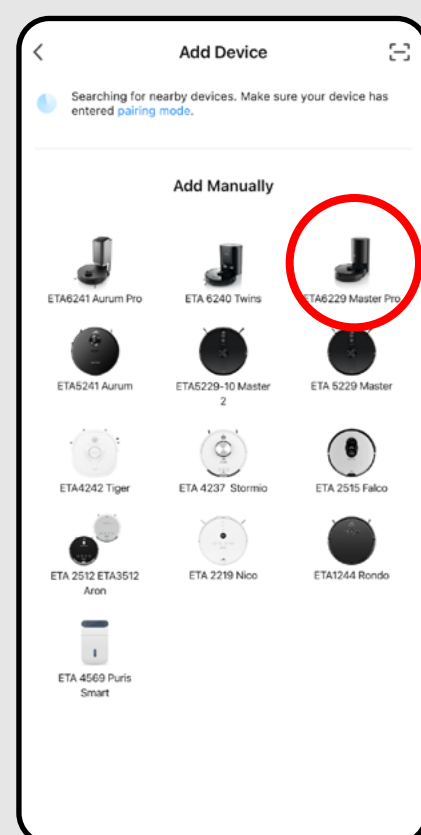 Add Device
Searching for nearby devices. Make sure your device has
entered pairing mode.
Add Manually
ETA6241 Aurum Pro
ETA 6240 Twins
ETA6229 Master Pro
ETA5241 Aurum
ETA5229-10 Master
2
ETA 5229 Master
ETA4242 Tiger
ETA 4237 Stormio
ETA 2515 Falco
ETA 2512 ETA3512
Aron
ETA 2219 Nico
ETA1244 Rondo
ETA 4569 Puris
Smart